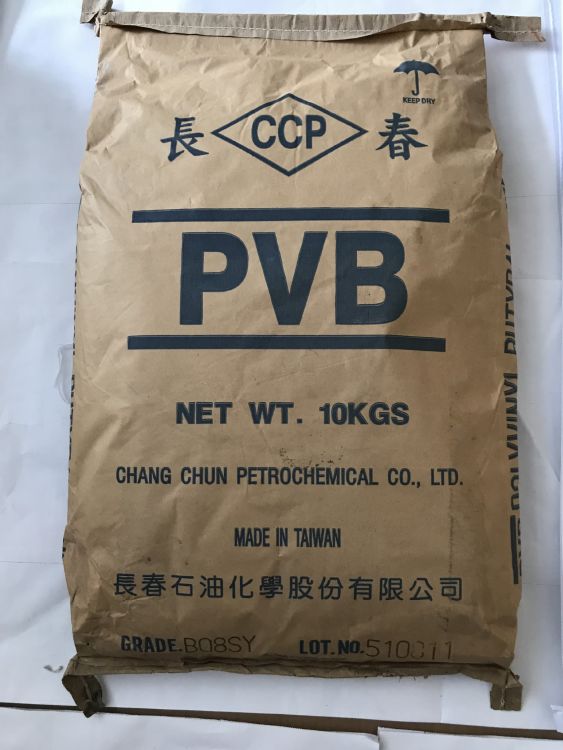 KEEP DRY
長 CCP 春
PVB
NET WT. 10KGS
CHANG CHUN PETROCHEMICAL CO., LTD.
MADE IN TAIWAN
長春石油化學股份有限公司
GRADE.B08SY LOT.NO.
POLYVINYL